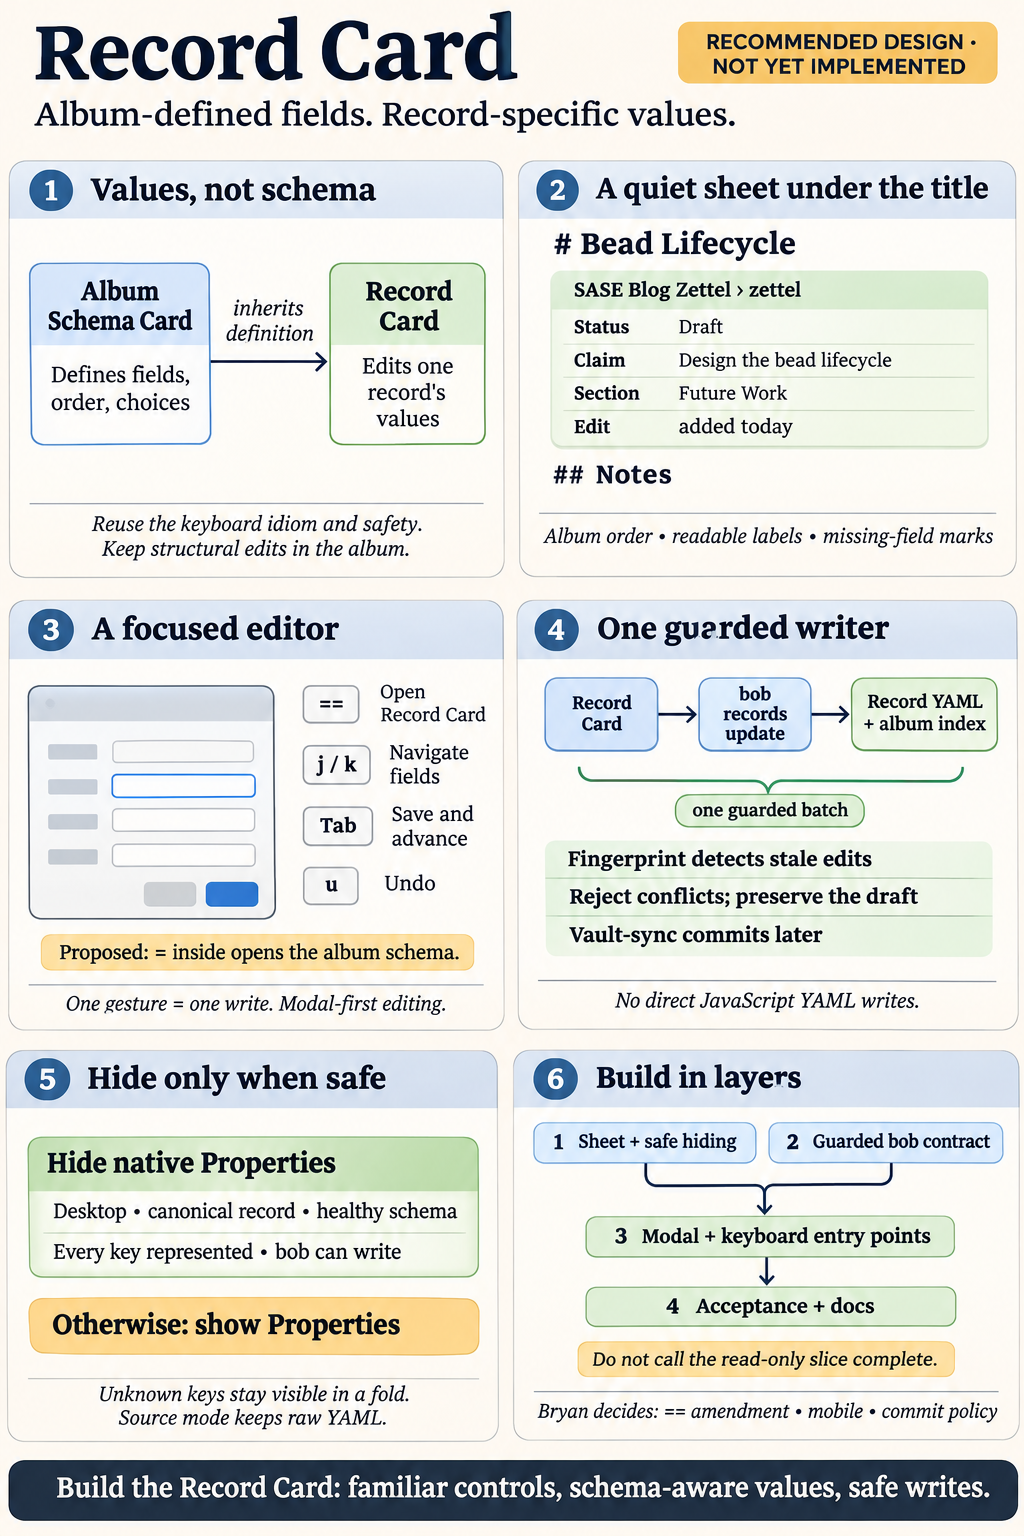 Record Card
RECOMMENDED DESIGN •
NOT YET IMPLEMENTED
Album-defined fields. Record-specific values.
1 Values, not schema
Album
Schema Card
Defines fields,
order, choices
inherits
definition
Record
Card
Edits one
record's
values
Reuse the keyboard idiom and safety.
Keep structural edits in the album.
2 A quiet sheet under the title
# Bead Lifecycle
SASE Blog Zettel › zettel
Status Draft
Claim Design the bead lifecycle
Section Future Work
Edit added today
## Notes
Album order • readable labels • missing-field marks
3 A focused editor
== Open
Record Card
j / k Navigate
fields
Tab Save and
advance
u Undo
Proposed: = inside opens the album schema.
One gesture = one write. Modal-first editing.
4 One guarded writer
Record
Card
bob
records
update
Record YAML
+ album index
one guarded batch
Fingerprint detects stale edits
Reject conflicts; preserve the draft
Vault-sync commits later
No direct JavaScript YAML writes.
5 Hide only when safe
Hide native Properties
Desktop • canonical record • healthy schema
Every key represented • bob can write
Otherwise: show Properties
Unknown keys stay visible in a fold.
Source mode keeps raw YAML.
6 Build in layers
1 Sheet + safe hiding
2 Guarded bob contract
3 Modal + keyboard entry points
4 Acceptance + docs
Do not call the read-only slice complete.
Bryan decides: == amendment • mobile • commit policy
Build the Record Card: familiar controls, schema-aware values, safe writes.